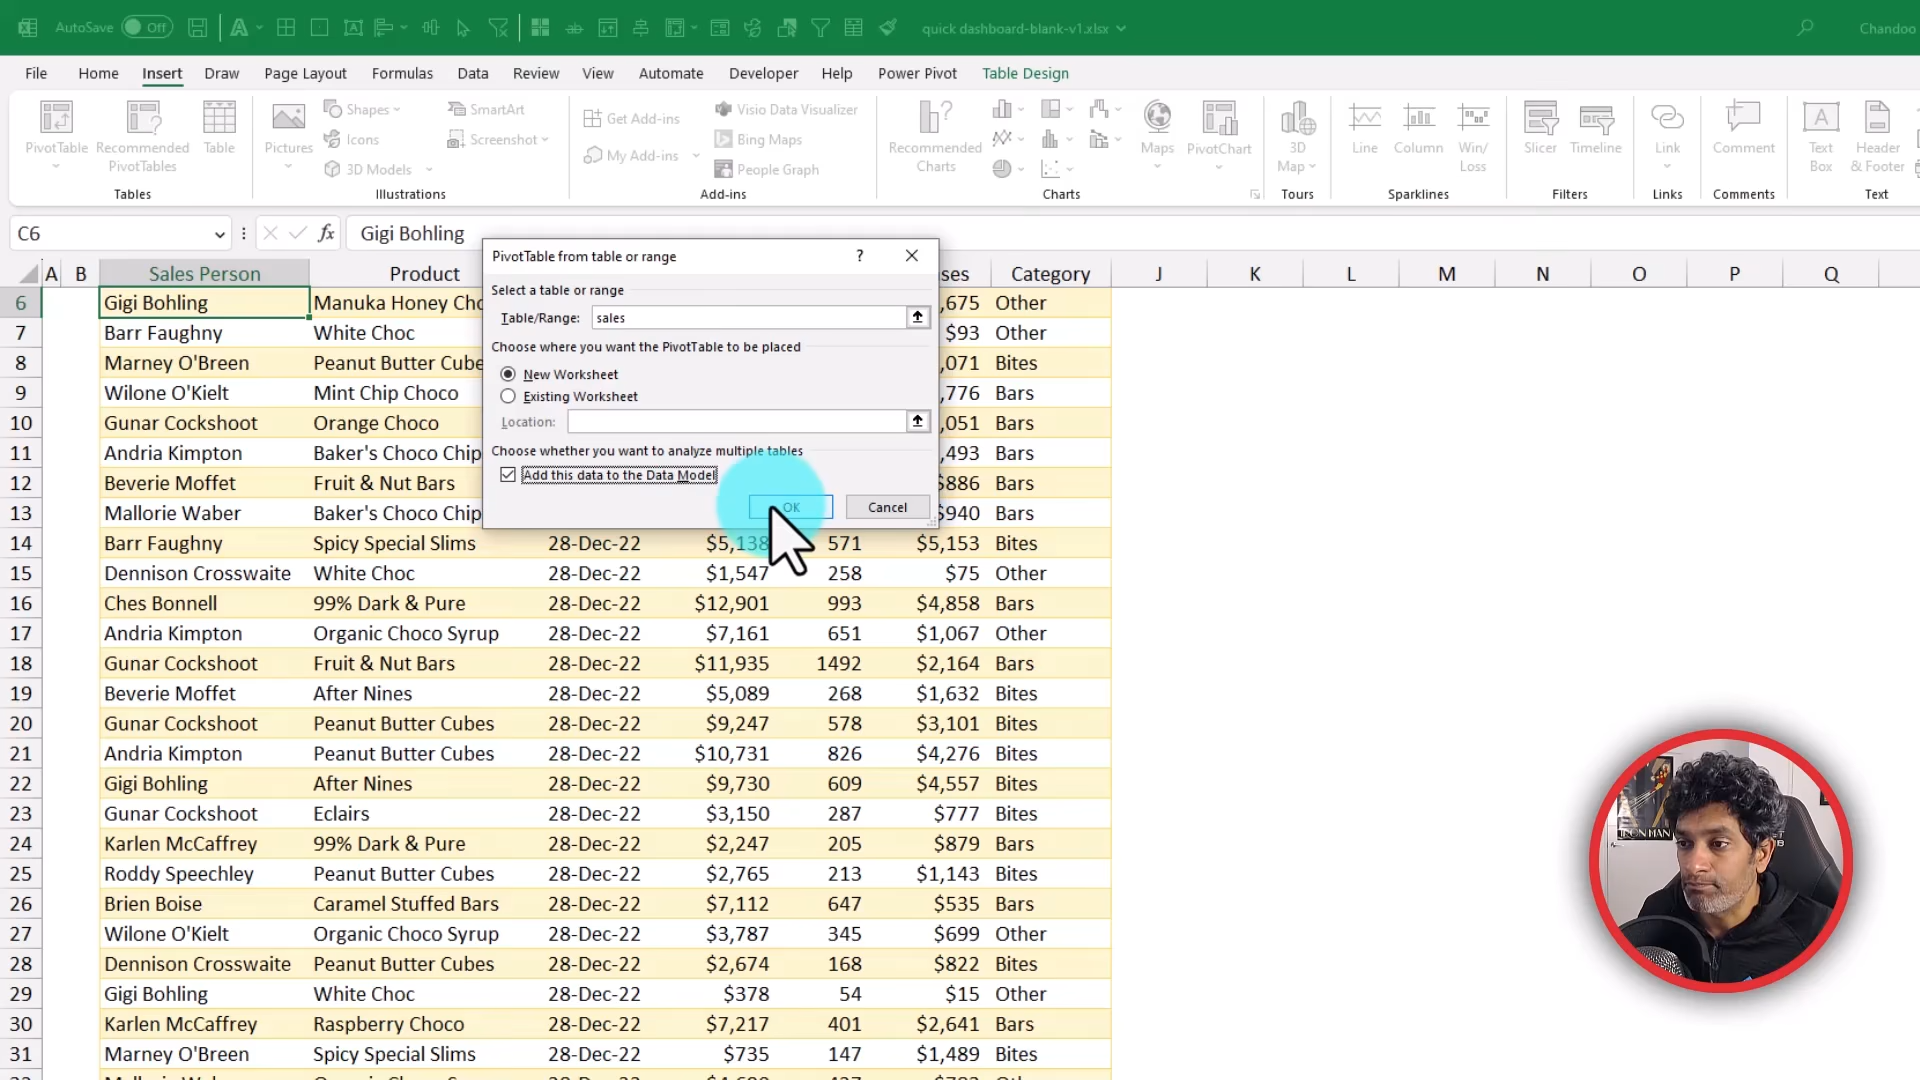 AutoSave Off quick dashboard-blank-v1.xlsx Chandoo
File Home Insert Draw Page Layout Formulas Data Review View Automate Developer Help Power Pivot Table Design
PivotTable
Recommended PivotTables
Table
Tables
Pictures
Shapes
Icons
3D Models
SmartArt
Screenshot
Illustrations
Get Add-ins
My Add-ins
Visio Data Visualizer
Bing Maps
People Graph
Add-ins
Recommended Charts
Maps
PivotChart
Charts
3D Map
Tours
Line
Column
Win/Loss
Sparklines
Slicer
Timeline
Filters
Link
Links
Comment
Comments
Text Box
Header & Footer
Text
C6 fx Gigi Bohling
PivotTable from table or range ?
Select a table or range
Table/Range: sales
Choose where you want the PivotTable to be placed
New Worksheet
Existing Worksheet
Location:
Choose whether you want to analyze multiple tables
Add this data to the Data Model
OK Cancel
A B Sales Person Product ses Category J K L M N O P Q
6 Gigi Bohling Manuka Honey Cho ,675 Other
7 Barr Faughny White Choc $93 Other
8 Marney O'Breen Peanut Butter Cube ,071 Bites
9 Wilone O'Kielt Mint Chip Choco ,776 Bars
10 Gunar Cockshoot Orange Choco ,051 Bars
11 Andria Kimpton Baker's Choco Chip ,493 Bars
12 Beverie Moffet Fruit & Nut Bars $886 Bars
13 Mallorie Waber Baker's Choco Chip $940 Bars
14 Barr Faughny Spicy Special Slims 28-Dec-22 $5,138 571 $5,153 Bites
15 Dennison Crosswaite White Choc 28-Dec-22 $1,547 258 $75 Other
16 Ches Bonnell 99% Dark & Pure 28-Dec-22 $12,901 993 $4,858 Bars
17 Andria Kimpton Organic Choco Syrup 28-Dec-22 $7,161 651 $1,067 Other
18 Gunar Cockshoot Fruit & Nut Bars 28-Dec-22 $11,935 1492 $2,164 Bars
19 Beverie Moffet After Nines 28-Dec-22 $5,089 268 $1,632 Bites
20 Gunar Cockshoot Peanut Butter Cubes 28-Dec-22 $9,247 578 $3,101 Bites
21 Andria Kimpton Peanut Butter Cubes 28-Dec-22 $10,731 826 $4,276 Bites
22 Gigi Bohling After Nines 28-Dec-22 $9,730 609 $4,557 Bites
23 Gunar Cockshoot Eclairs 28-Dec-22 $3,150 287 $777 Bites
24 Karlen McCaffrey 99% Dark & Pure 28-Dec-22 $2,247 205 $879 Bars
25 Roddy Speechley Peanut Butter Cubes 28-Dec-22 $2,765 213 $1,143 Bites
26 Brien Boise Caramel Stuffed Bars 28-Dec-22 $7,112 647 $535 Bars
27 Wilone O'Kielt Organic Choco Syrup 28-Dec-22 $3,787 345 $699 Other
28 Dennison Crosswaite Peanut Butter Cubes 28-Dec-22 $2,674 168 $822 Bites
29 Gigi Bohling White Choc 28-Dec-22 $378 54 $15 Other
30 Karlen McCaffrey Raspberry Choco 28-Dec-22 $7,217 401 $2,641 Bars
31 Marney O'Breen Spicy Special Slims 28-Dec-22 $735 147 $1,489 Bites
IRON MAN